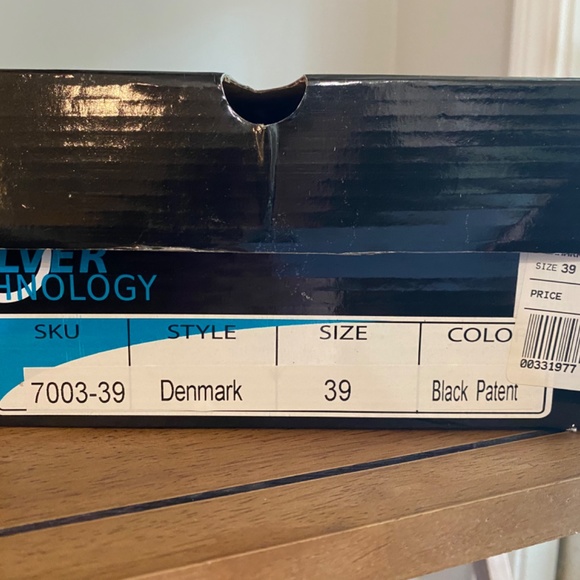 LVER
HNOLOGY
SKU STYLE SIZE COLO
7003-39 Denmark 39 Black Patent
SIZE 39
PRICE
00331977